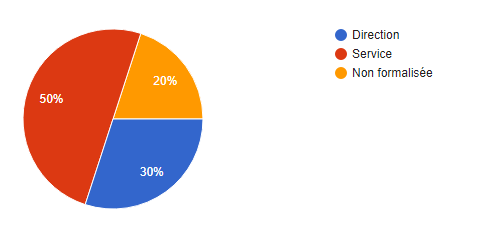 Direction
Service
Non formalisée
20%
50%
30%